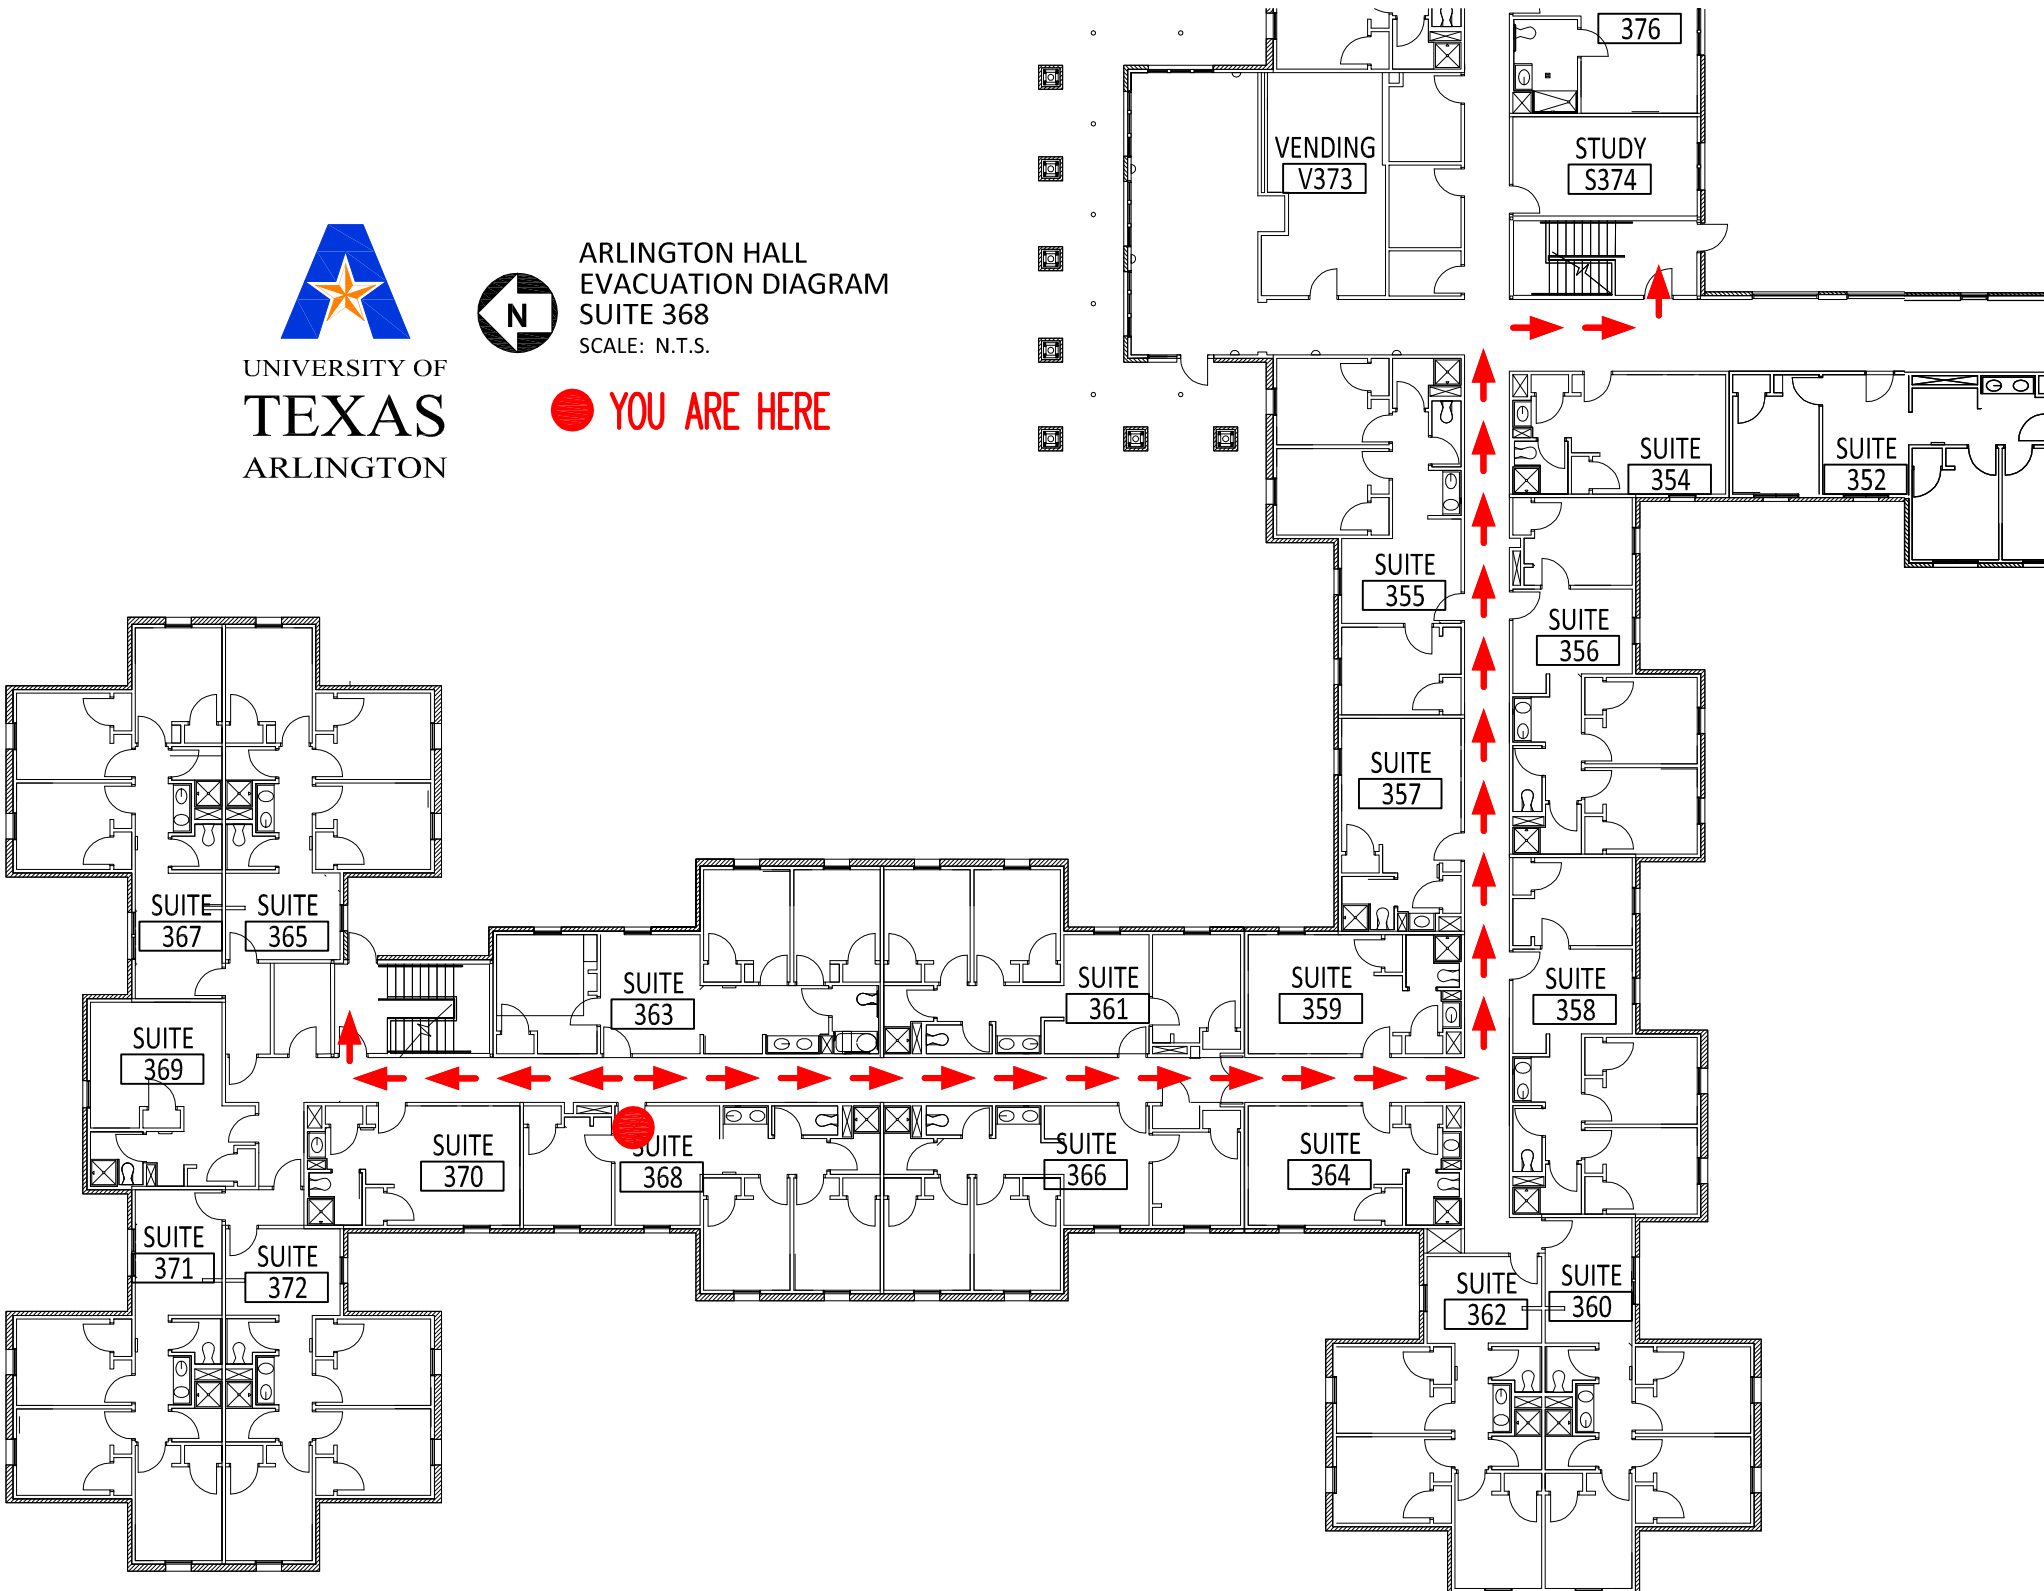 376
VENDING
V373
STUDY
S374
UNIVERSITY OF
TEXAS
ARLINGTON
N
ARLINGTON HALL
EVACUATION DIAGRAM
SUITE 368
SCALE: N.T.S.
YOU ARE HERE
SUITE
354
SUITE
352
SUITE
355
SUITE
356
SUITE
357
SUITE
367
SUITE
365
SUITE
363
SUITE
361
SUITE
359
SUITE
358
SUITE
369
SUITE
370
SUITE
368
SUITE
366
SUITE
364
SUITE
371
SUITE
372
SUITE
362
SUITE
360